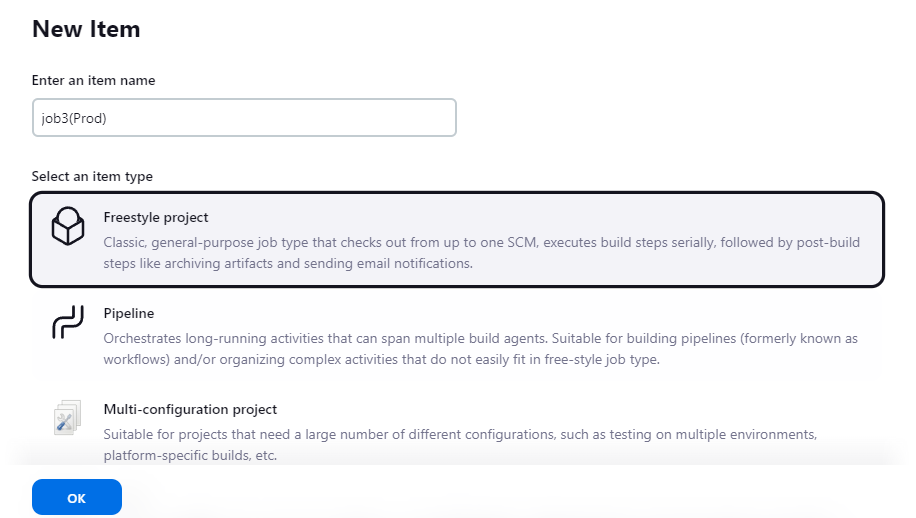 New Item
Enter an item name
job3(Prod)
Select an item type
Freestyle project
Classic, general-purpose job type that checks out from up to one SCM, executes build steps serially, followed by post-build
steps like archiving artifacts and sending email notifications.
Pipeline
Orchestrates long-running activities that can span multiple build agents. Suitable for building pipelines (formerly known as
workflows) and/or organizing complex activities that do not easily fit in free-style job type.
Multi-configuration project
Suitable for projects that need a large number of different configurations, such as testing on multiple environments,
platform-specific builds, etc.
OK